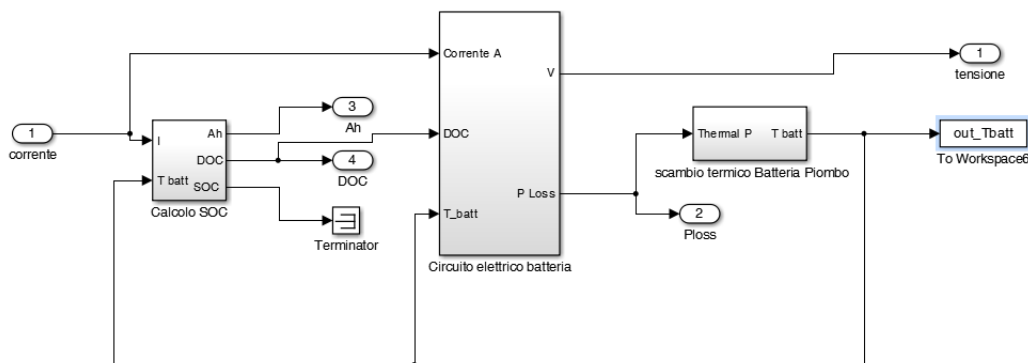 1
corrente
I
T batt
Ah
DOC
SOC
Calcolo SOC
3
Ah
4
DOC
Terminator
Corrente A
DOC
T_batt
V
P Loss
Circuito elettrico batteria
Thermal P
T batt
scambio termico Batteria Piombo
2
Ploss
1
tensione
out_Tbatt
To Workspace6